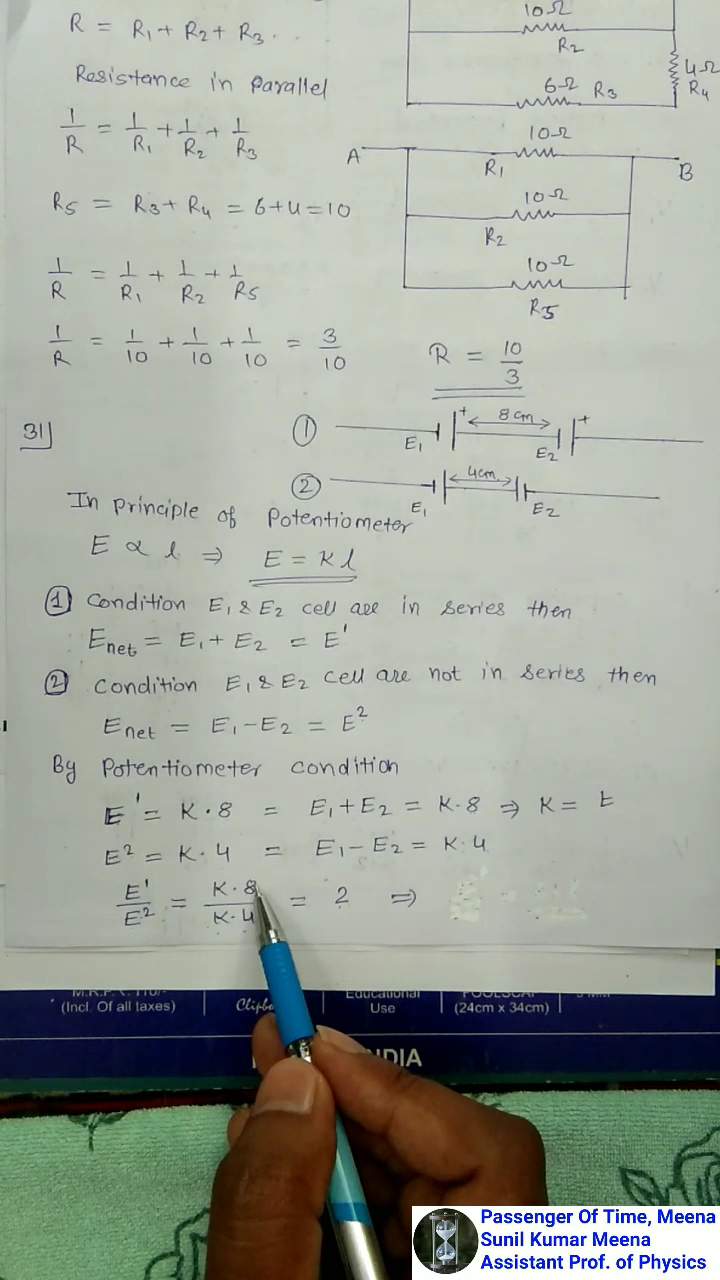 R = R1 + R2 + R3 . .
Resistance in parallel
1/R = 1/R1 + 1/R2 + 1/R3
R5 = R3 + R4 = 6+4 = 10
1/R = 1/R1 + 1/R2 + 1/R5
1/R = 1/10 + 1/10 + 1/10 = 3/10
R = 10/3
10Ω
R2
4Ω
R4
6Ω R3
10Ω
A
R1
B
10Ω
R2
10Ω
R5
31
① E1 + 8cm E2 +
② E1 4cm E2
In principle of Potentiometer
E ∝ l ⇒ E = K l
① Condition E1 & E2 cell are in series then
Enet = E1 + E2 = E'
② Condition E1 & E2 cell are not in series then
Enet = E1 - E2 = E²
By Potentiometer condition
E' = K·8 = E1 + E2 = K·8 ⇒ K = E
E² = K·4 = E1 - E2 = K·4
E'/E² = K·8/K·4 = 2 ⇒
(Incl. Of all taxes)
Educational
Use
(24cm x 34cm)
Passenger Of Time, Meena
Sunil Kumar Meena
Assistant Prof. of Physics